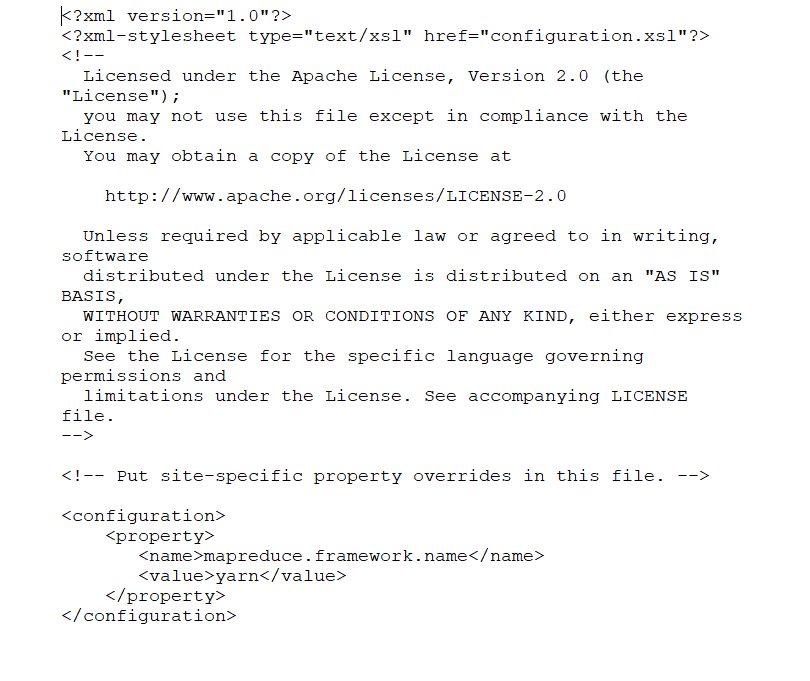 <?xml version="1.0"?>
<?xml-stylesheet type="text/xsl" href="configuration.xsl"?>
<!--
  Licensed under the Apache License, Version 2.0 (the
"License");
  you may not use this file except in compliance with the
License.
  You may obtain a copy of the License at

    http://www.apache.org/licenses/LICENSE-2.0

  Unless required by applicable law or agreed to in writing,
software
  distributed under the License is distributed on an "AS IS"
BASIS,
  WITHOUT WARRANTIES OR CONDITIONS OF ANY KIND, either express
or implied.
  See the License for the specific language governing
permissions and
  limitations under the License. See accompanying LICENSE
file.
-->

<!-- Put site-specific property overrides in this file. -->

<configuration>
    <property>
       <name>mapreduce.framework.name</name>
       <value>yarn</value>
    </property>
</configuration>